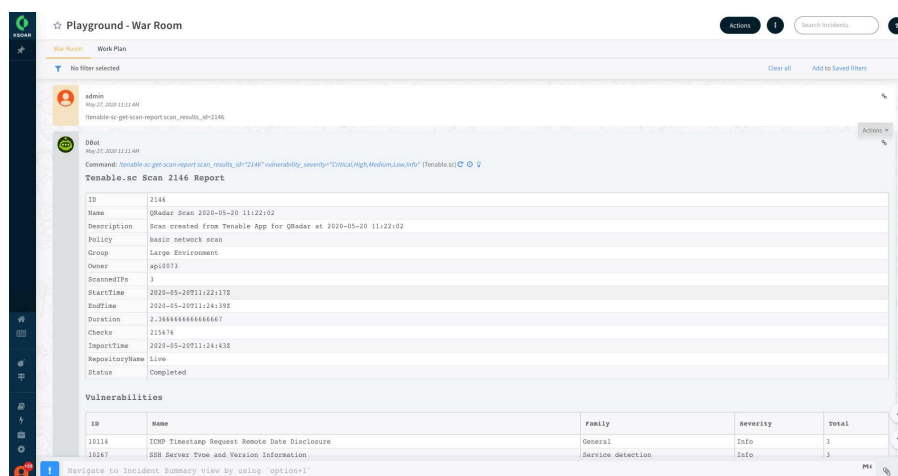 XSOAR
Playground - War Room
Actions
Search Incidents.
War Room
Work Plan
No filter selected
Clear all
Add to Saved filters
admin
May 27, 2020 11:11 AM
!tenable-sc-get-scan-report scan_results_id=2146
Actions
DBot
May 27, 2020 11:11 AM
Command: !tenable-sc-get-scan-report scan_results_id="2146" vulnerability_severity="Critical,High,Medium,Low,Info" (Tenable.sc)
Tenable.sc Scan 2146 Report
ID 2146
Name QRadar Scan 2020-05-20 11:22:02
Description Scan created from Tenable App for QRadar at 2020-05-20 11:22:02
Policy basic network scan
Group Large Environment
Owner api0073
ScannedIPs 3
StartTime 2020-05-20T11:22:17Z
EndTime 2020-05-20T11:24:39Z
Duration 2.3666666666666667
Checks 215676
ImportTime 2020-05-20T11:24:43Z
RepositoryName Live
Status Completed
Vulnerabilities
ID Name Family Severity Total
10114 ICMP Timestamp Request Remote Date Disclosure General Info 3
10267 SSH Server Type and Version Information Service detection Info 3
! Navigate to Incident Summary view by using `option+1`